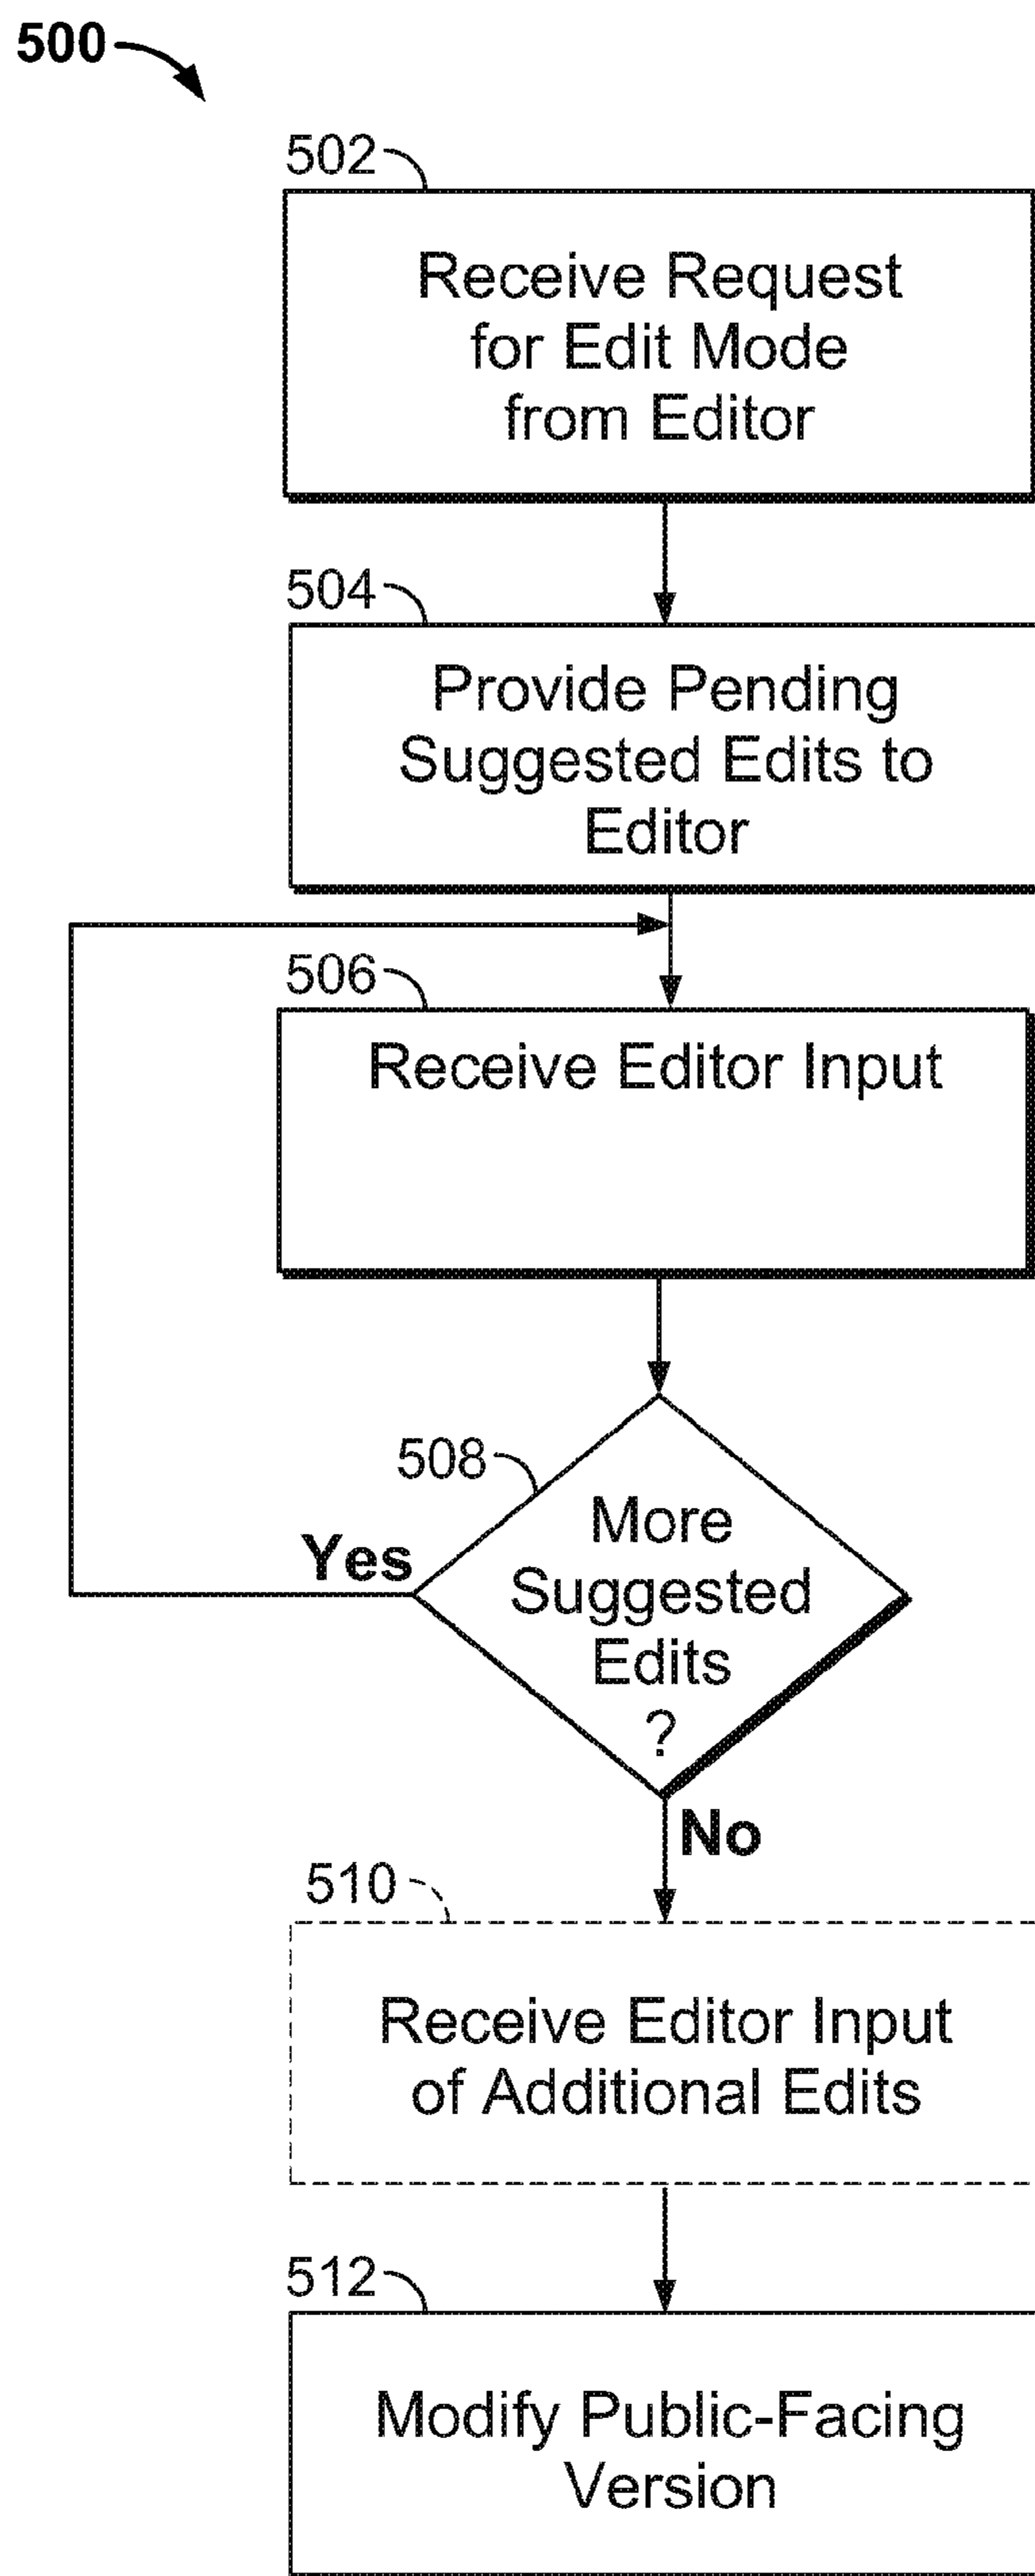 500
502
Receive Request
for Edit Mode
from Editor
504
Provide Pending
Suggested Edits to
Editor
506
Receive Editor Input
508
More
Suggested
Edits
?
Yes
No
510
Receive Editor Input
of Additional Edits
512
Modify Public-Facing
Version